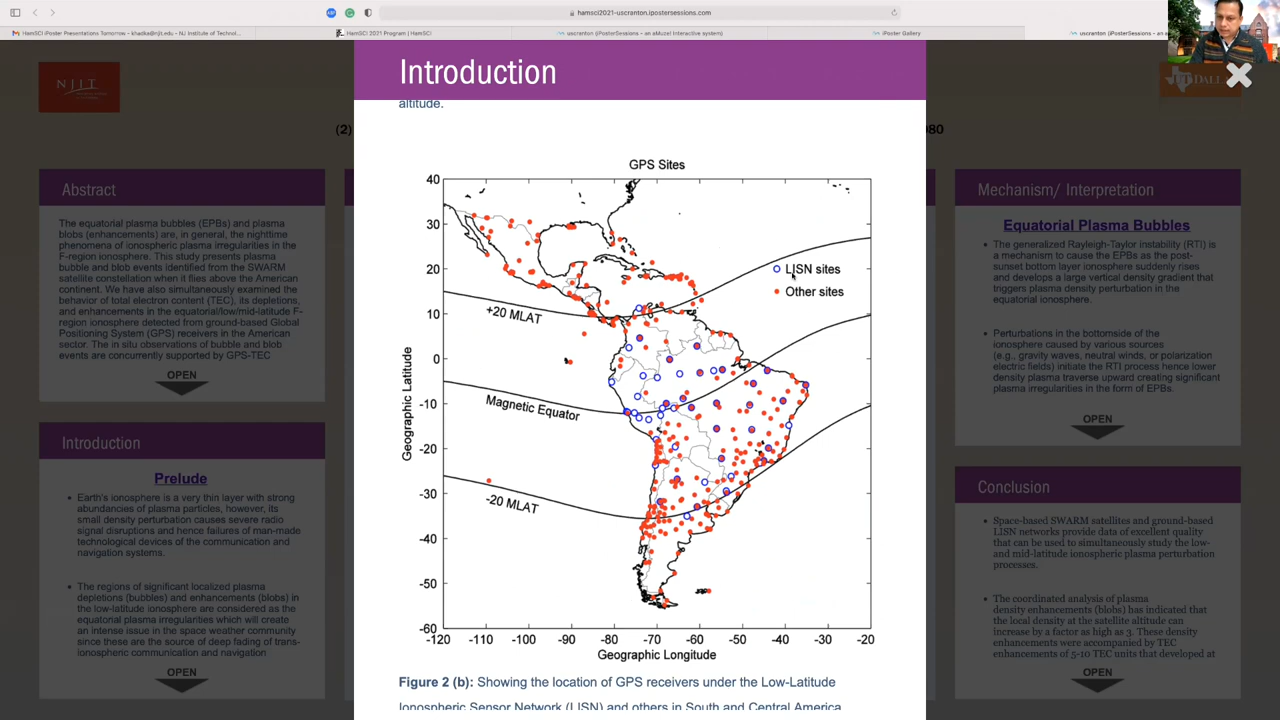 hamsci2021-uscranton.ipostersessions.com
HamSCI iPoster Presentations Tomorrow - khadka@njit.edu - NJ Institute of Technol...
HamSCI 2021 Program | HamSCI
uscranton (iPosterSessions - an aMuzel Interactive system)
iPoster Gallery
uscranton (iPosterSessions - an a
NJIT
DALL
(2)
080
Abstract
The equatorial plasma bubbles (EPBs) and plasma
blobs (enhancements) are, in general, the nighttime
phenomena of ionospheric plasma irregularities in the
F-region ionosphere. This study presents plasma
bubble and blob events identified from the SWARM
satellite constellation when it flies above the American
continent. We have also simultaneously examined the
behavior of total electron content (TEC), its depletions,
and enhancements in the equatorial/low/mid-latitude F-
region ionosphere detected from ground-based Global
Positioning System (GPS) receivers in the American
sector. The in situ observations of bubble and blob
events are concurrently supported by GPS-TEC
OPEN
Introduction
Prelude
Earth's ionosphere is a very thin layer with strong
abundances of plasma particles, however, its
small density perturbation causes severe radio
signal disruptions and hence failures of man-made
technological devices of the communication and
navigation systems.
The regions of significant localized plasma
depletions (bubbles) and enhancements (blobs) in
the low-latitude ionosphere are considered as the
equatorial plasma irregularities which will create
an intense issue in the space weather community
since these are the source of deep fading of trans-
ionospheric communication and navigation
OPEN
Introduction
altitude.
GPS Sites
40
30
20
10
0
-10
-20
-30
-40
-50
-60
Geographic Latitude
LISN sites
Other sites
+20 MLAT
Magnetic Equator
-20 MLAT
-120
-110
-100
-90
-80
-70
-60
-50
-40
-30
-20
Geographic Longitude
Figure 2 (b): Showing the location of GPS receivers under the Low-Latitude
Ionospheric Sensor Network (LISN) and others in South and Central America
Mechanism/ Interpretation
Equatorial Plasma Bubbles
The generalized Rayleigh-Taylor instability (RTI) is
a mechanism to cause the EPBs as the post-
sunset bottom layer ionosphere suddenly rises
and develops a large vertical density gradient that
triggers plasma density perturbation in the
equatorial ionosphere.
Perturbations in the bottomside of the
ionosphere caused by various sources
(e.g., gravity waves, neutral winds, or polarization
electric fields) initiate the RTI process hence lower
density plasma traverse upward creating significant
plasma irregularities in the form of EPBs.
OPEN
Conclusion
Space-based SWARM satellites and ground-based
LISN networks provide data of excellent quality
that can be used to simultaneously study the low-
and mid-latitude ionospheric plasma perturbation
processes.
The coordinated analysis of plasma
density enhancements (blobs) has indicated that
the local density at the satellite altitude can
increase by a factor as high as 3. These density
enhancements were accompanied by TEC
enhancements of 5-10 TEC units that developed at
OPEN